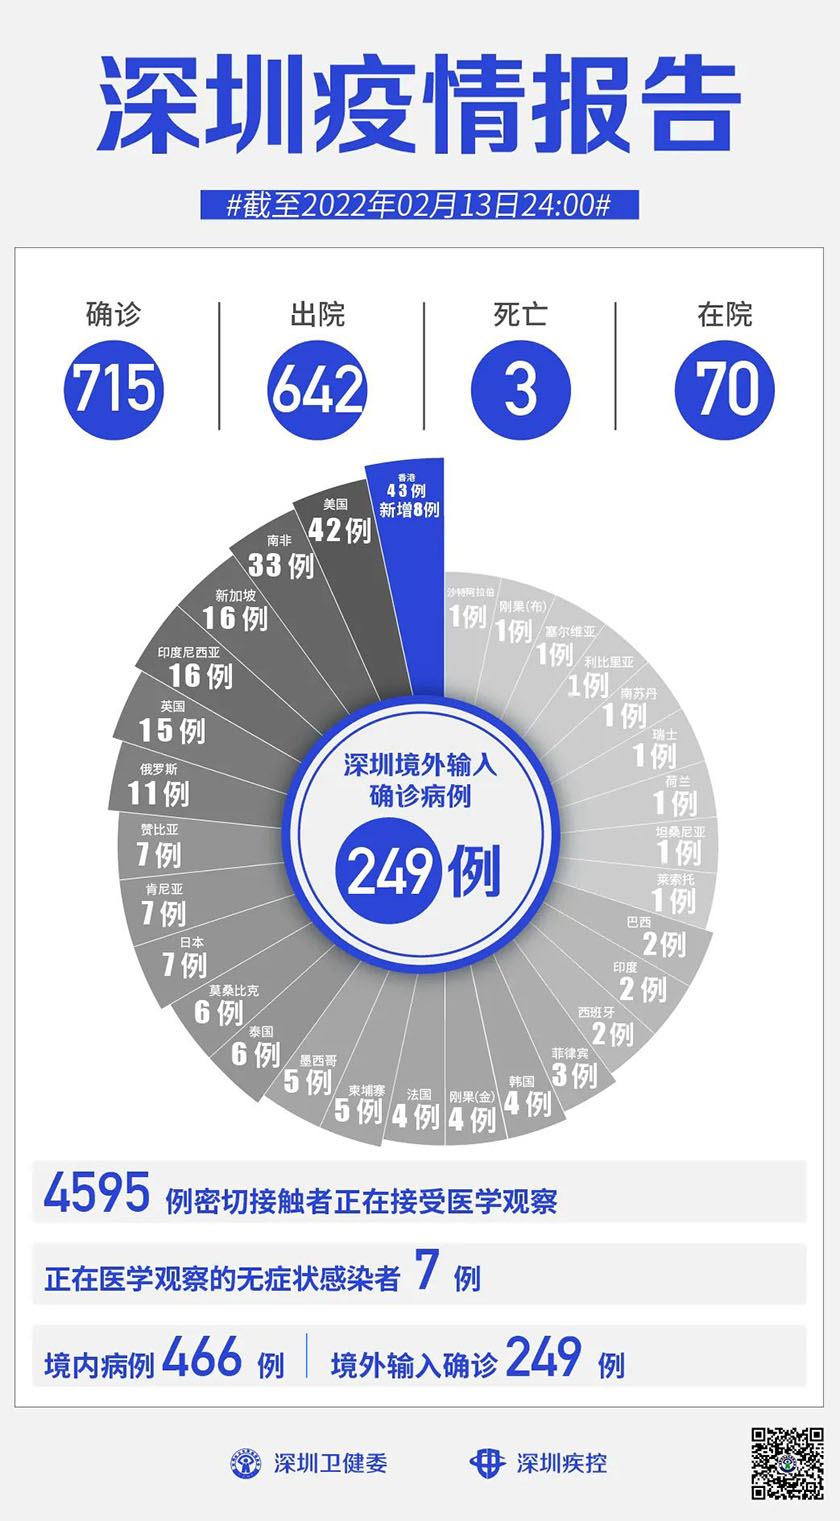 深圳疫情报告
#截至2022年02月13日24:00#
确诊
715
出院
642
死亡
3
在院
70
香港
43例
新增8例
美国
42例
南非
33例
新加坡
16例
印度尼西亚
16例
英国
15例
俄罗斯
11例
赞比亚
7例
肯尼亚
7例
日本
7例
莫桑比克
6例
泰国
6例
墨西哥
5例
柬埔寨
5例
法国
4例
刚果(金)
4例
韩国
4例
菲律宾
3例
西班牙
2例
印度
2例
巴西
2例
莱索托
1例
坦桑尼亚
1例
荷兰
1例
瑞士
1例
南苏丹
1例
利比里亚
1例
塞尔维亚
1例
刚果(布)
1例
沙特阿拉伯
1例
深圳境外输入
确诊病例
249例
4595 例密切接触者正在接受医学观察
正在医学观察的无症状感染者 7 例
境内病例 466 例
境外输入确诊 249 例
深圳卫健委
深圳疾控